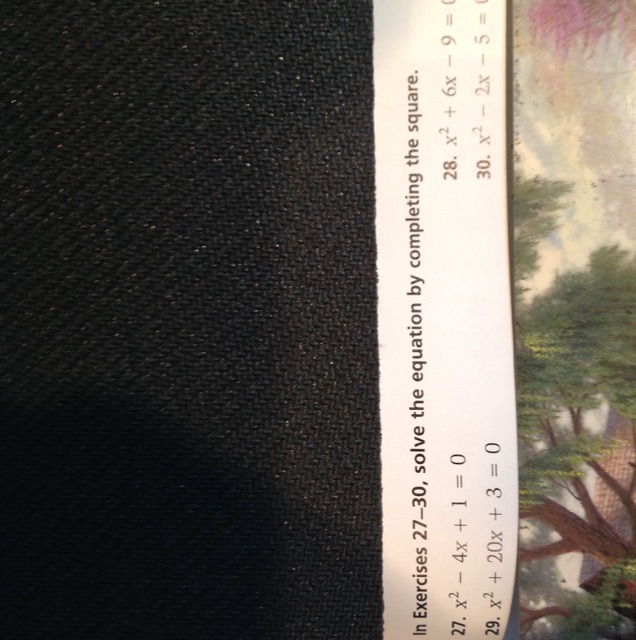 In Exercises 27–30, solve the equation by completing the square.
27. x² − 4x + 1 = 0 28. x² + 6x − 9 =
29. x² + 20x + 3 = 0 30. x² − 2x − 5 =